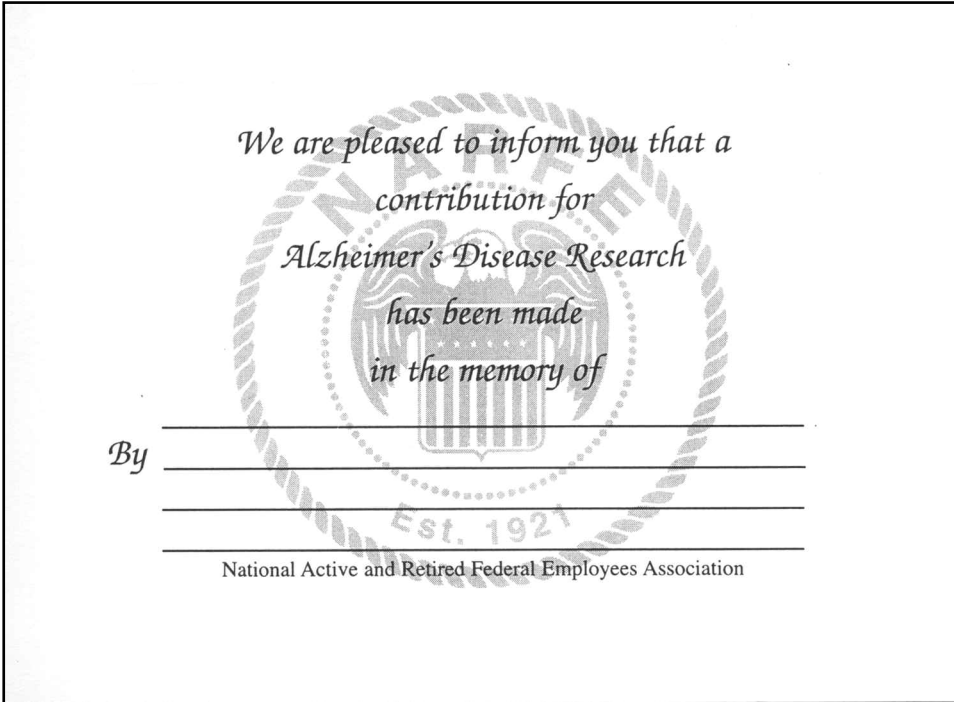 NARFE
We are pleased to inform you that a
contribution for
Alzheimer's Disease Research
has been made
in the memory of
By
Est. 1921
National Active and Retired Federal Employees Association